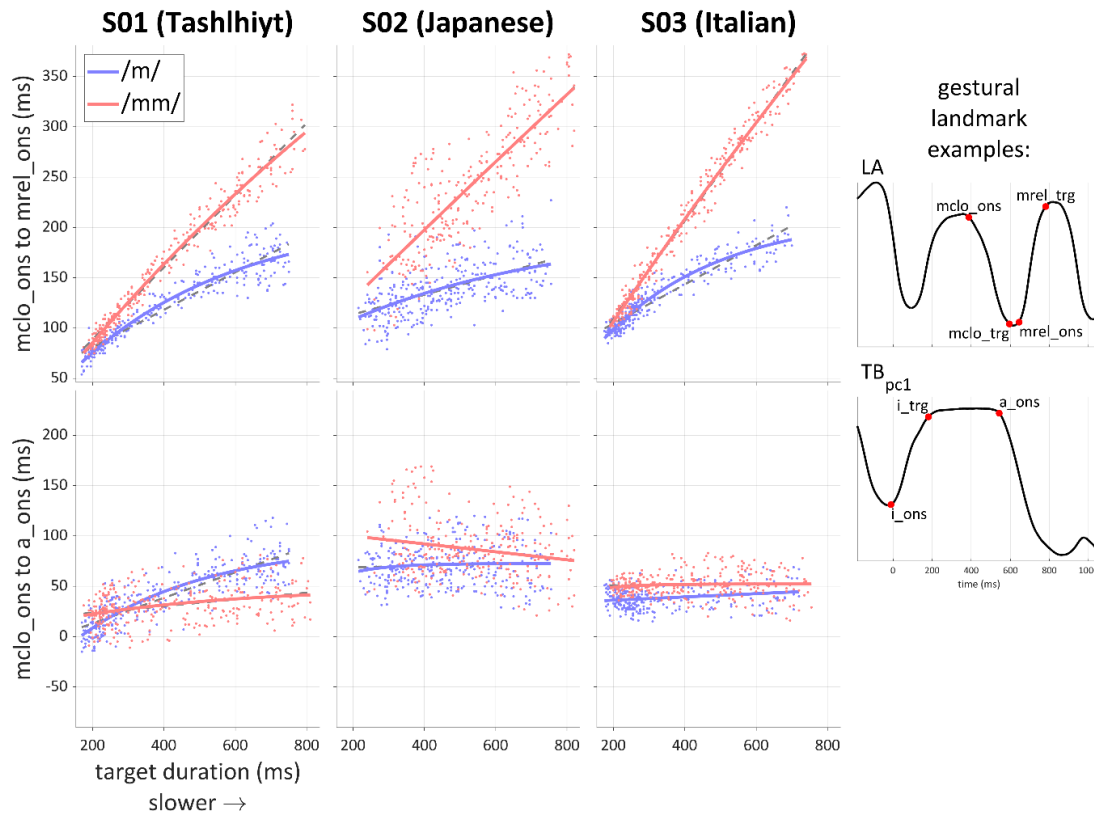 S01 (Tashlhiyt)
S02 (Japanese)
S03 (Italian)
/m/
/mm/
mclo_ons to mrel_ons (ms)
350
300
250
200
150
100
50
mclo_ons to a_ons (ms)
200
150
100
50
0
-50
200 400 600 800
200 400 600 800
200 400 600 800
target duration (ms)
slower →
gestural
landmark
examples:
LA
mclo_ons
mrel_trg
mclo_trg
mrel_ons
TB pc1
i_trg
a_ons
i_ons
0 200 400 600 800
time (ms)